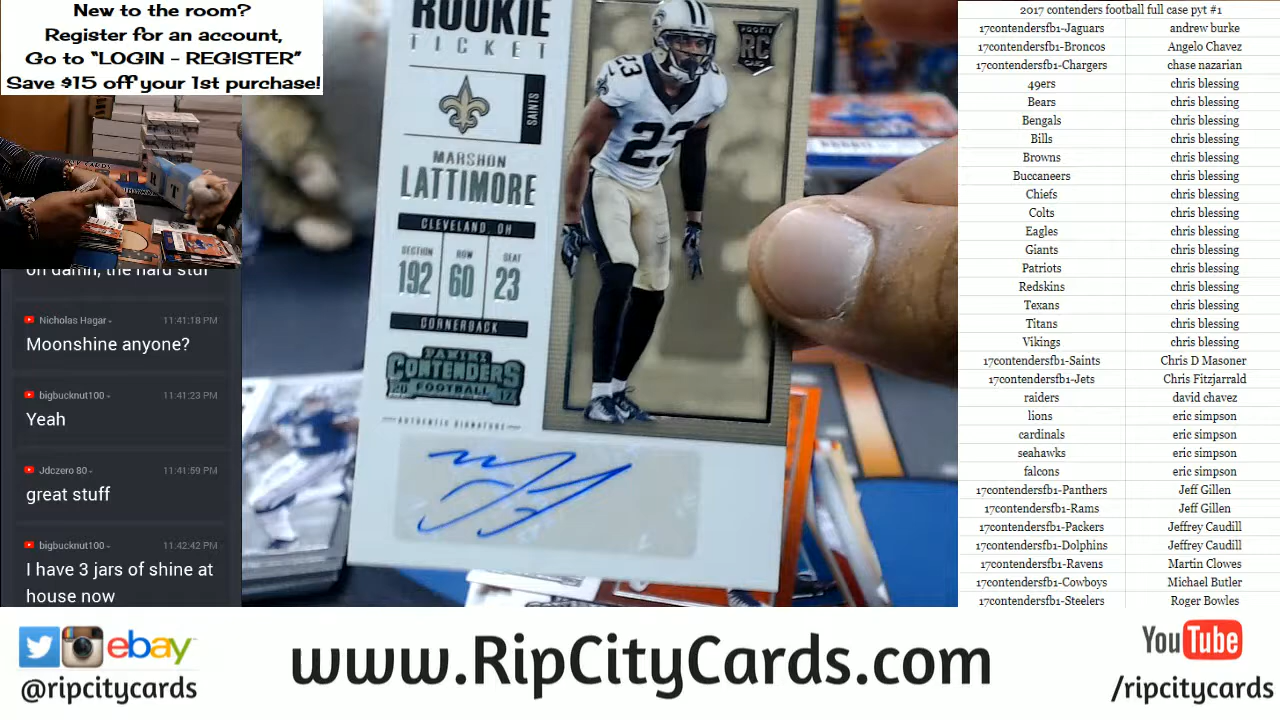 New to the room?
Register for an account,
Go to “LOGIN - REGISTER”
Save $15 off your 1st purchase!
oh damn, the hard stuf
Nicholas Hagar - 11:41:18 PM
Moonshine anyone?
bigbucknut100 - 11:41:23 PM
Yeah
Jdczero 80 - 11:41:59 PM
great stuff
bigbucknut100 - 11:42:42 PM
I have 3 jars of shine at
house now
ROOKIE
TICKET
SAINTS
MARSHON
LATTIMORE
CLEVELAND, OH
SECTION ROW SEAT
192 60 23
CORNERBACK
PANINI
CONTENDERS
20 FOOTBALL 17
AUTHENTIC SIGNATURE
ROOKIE
RC
CARD
23
23
2017 contenders football full case pyt #1
17contendersfb1-Jaguars andrew burke
17contendersfb1-Broncos Angelo Chavez
17contendersfb1-Chargers chase nazarian
49ers chris blessing
Bears chris blessing
Bengals chris blessing
Bills chris blessing
Browns chris blessing
Buccaneers chris blessing
Chiefs chris blessing
Colts chris blessing
Eagles chris blessing
Giants chris blessing
Patriots chris blessing
Redskins chris blessing
Texans chris blessing
Titans chris blessing
Vikings chris blessing
17contendersfb1-Saints Chris D Masoner
17contendersfb1-Jets Chris Fitzjarrald
raiders david chavez
lions eric simpson
cardinals eric simpson
seahawks eric simpson
falcons eric simpson
17contendersfb1-Panthers Jeff Gillen
17contendersfb1-Rams Jeff Gillen
17contendersfb1-Packers Jeffrey Caudill
17contendersfb1-Dolphins Jeffrey Caudill
17contendersfb1-Ravens Martin Clowes
17contendersfb1-Cowboys Michael Butler
17contendersfb1-Steelers Roger Bowles
ebay
@ripcitycards
www.RipCityCards.com
YouTube
/ripcitycards